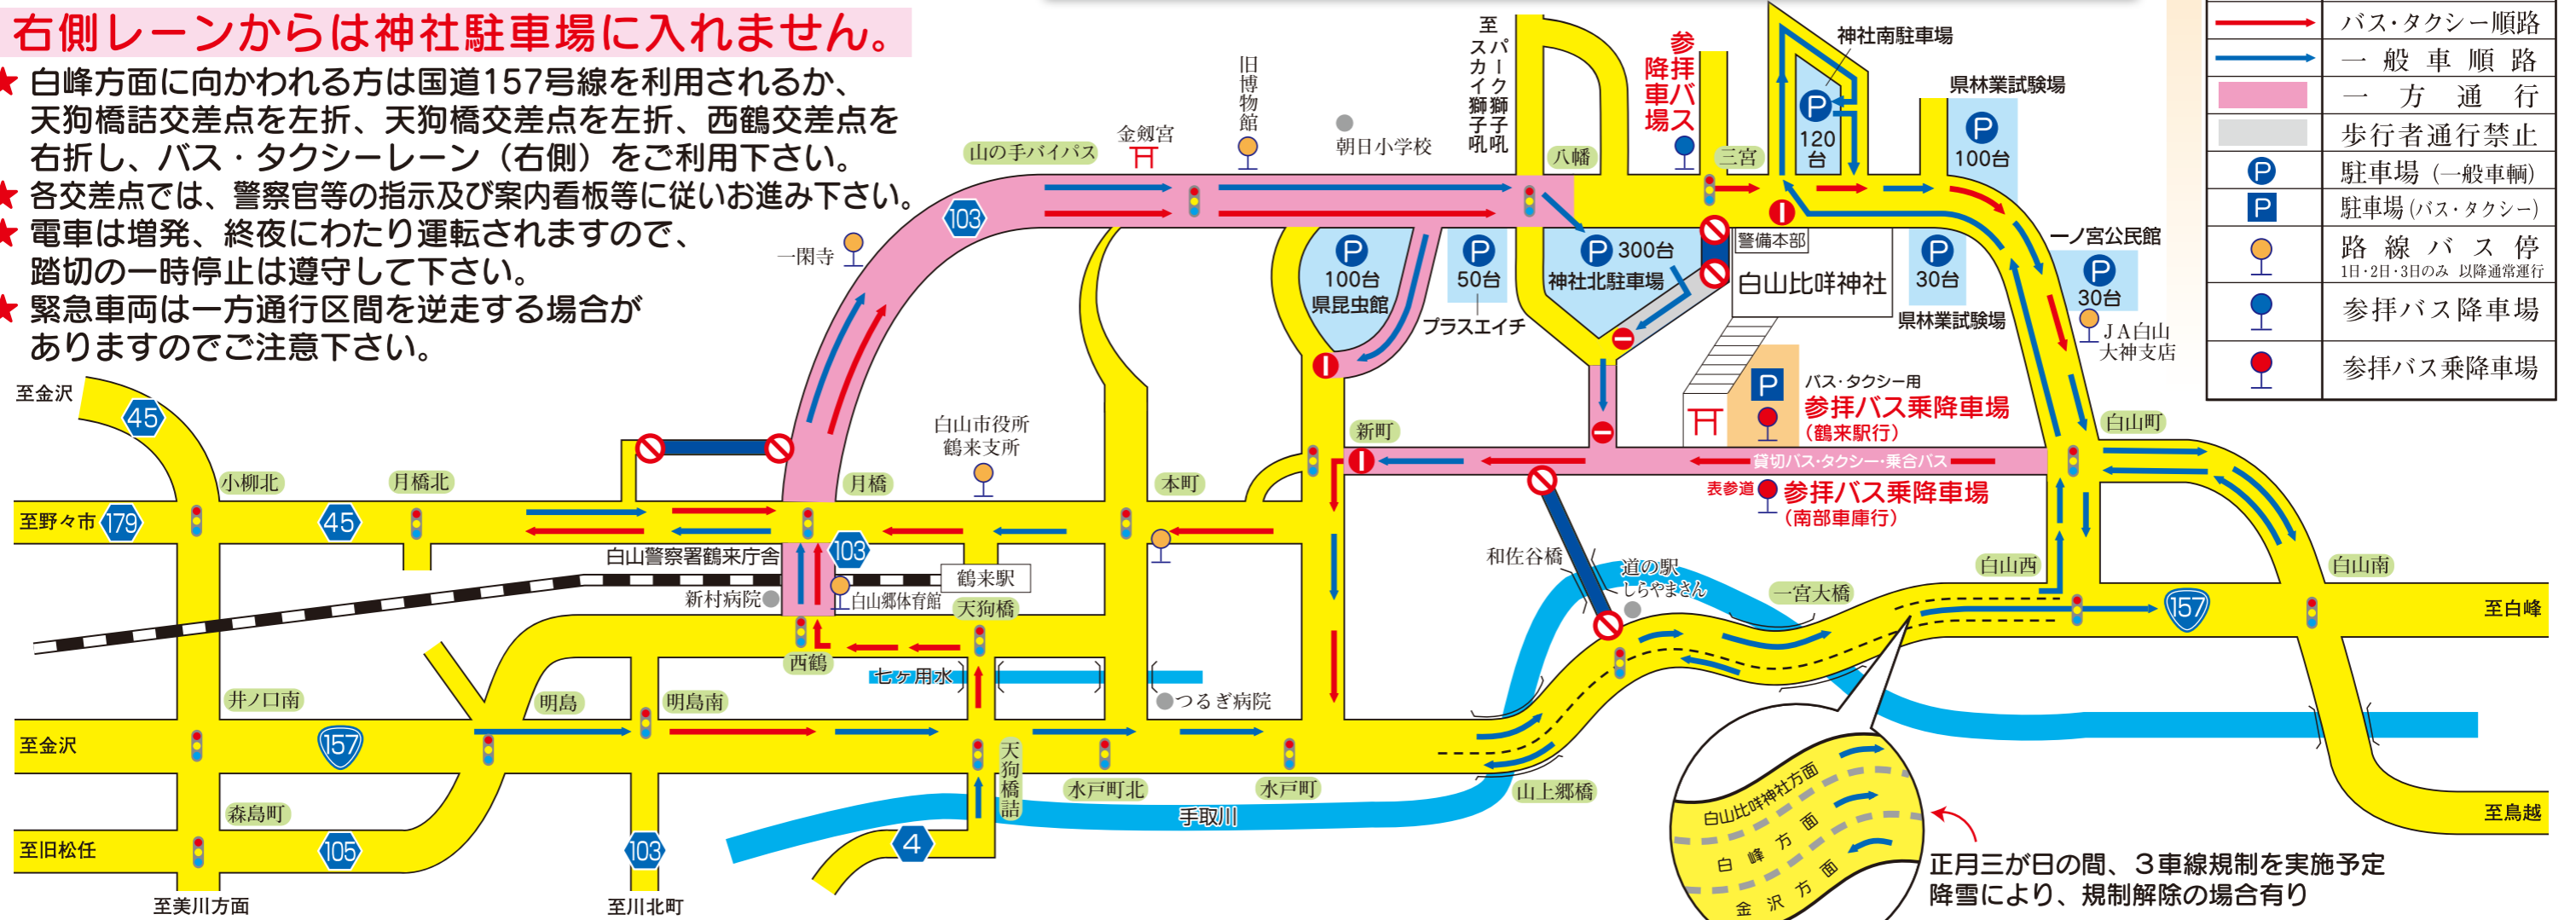 右側レーンからは神社駐車場に入れません。
★ 白峰方面に向かわれる方は国道157号線を利用されるか、
天狗橋詰交差点を左折、天狗橋交差点を左折、西鶴交差点を
右折し、バス・タクシーレーン（右側）をご利用下さい。
★ 各交差点では、警察官等の指示及び案内看板等に従いお進み下さい。
★ 電車は増発、終夜にわたり運転されますので、
踏切の一時停止は遵守して下さい。
★ 緊急車両は一方通行区間を逆走する場合が
ありますのでご注意下さい。
バス・タクシー順路
一般車順路
一方通行
歩行者通行禁止
P 駐車場（一般車輌）
P 駐車場（バス・タクシー）
路線バス停
1日・2日・3日のみ 以降通常運行
参拝バス降車場
参拝バス乗降車場
至スカイ獅子吼
パーク獅子吼
参拝バス
降車場
神社南駐車場
P
120
台
県林業試験場
P
100台
旧博物館
金剱宮
朝日小学校
山の手バイパス
八幡
三宮
103
一閑寺
P
100台
県昆虫館
P
50台
プラスエイチ
P 300台
神社北駐車場
警備本部
白山比咩神社
P
30台
県林業試験場
一ノ宮公民館
P
30台
JA白山
大神支店
至金沢
45
白山市役所
鶴来支所
P
バス・タクシー用
参拝バス乗降車場
(鶴来駅行)
新町
白山町
貸切バス・タクシー・乗合バス
表参道
参拝バス乗降車場
(南部車庫行)
小柳北
月橋北
月橋
本町
至野々市
179
45
白山警察署鶴来庁舎
103
鶴来駅
新村病院
白山郷体育館
天狗橋
和佐谷橋
道の駅
しらやまさん
一宮大橋
白山西
白山南
157
至白峰
西鶴
七ヶ用水
つるぎ病院
井ノ口南
明島
明島南
至金沢
157
天狗橋詰
水戸町北
水戸町
山上郷橋
手取川
森島町
至旧松任
105
103
4
至鳥越
白山比咩神社方面
白峰方面
金沢方面
正月三が日の間、３車線規制を実施予定
降雪により、規制解除の場合有り
至美川方面
至川北町